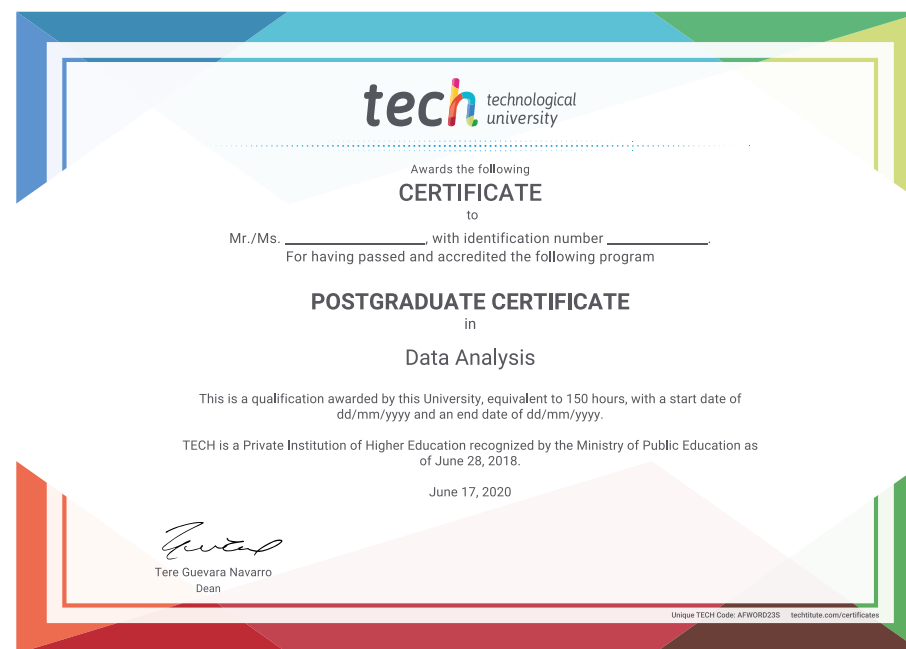 tech technological
university
Awards the following
CERTIFICATE
to
Mr./Ms. ____________________, with identification number ______________.
For having passed and accredited the following program
POSTGRADUATE CERTIFICATE
in
Data Analysis
This is a qualification awarded by this University, equivalent to 150 hours, with a start date of
dd/mm/yyyy and an end date of dd/mm/yyyy.
TECH is a Private Institution of Higher Education recognized by the Ministry of Public Education as
of June 28, 2018.
June 17, 2020
Tere Guevara Navarro
Dean
Unique TECH Code: AFWORD23S techtitute.com/certificates